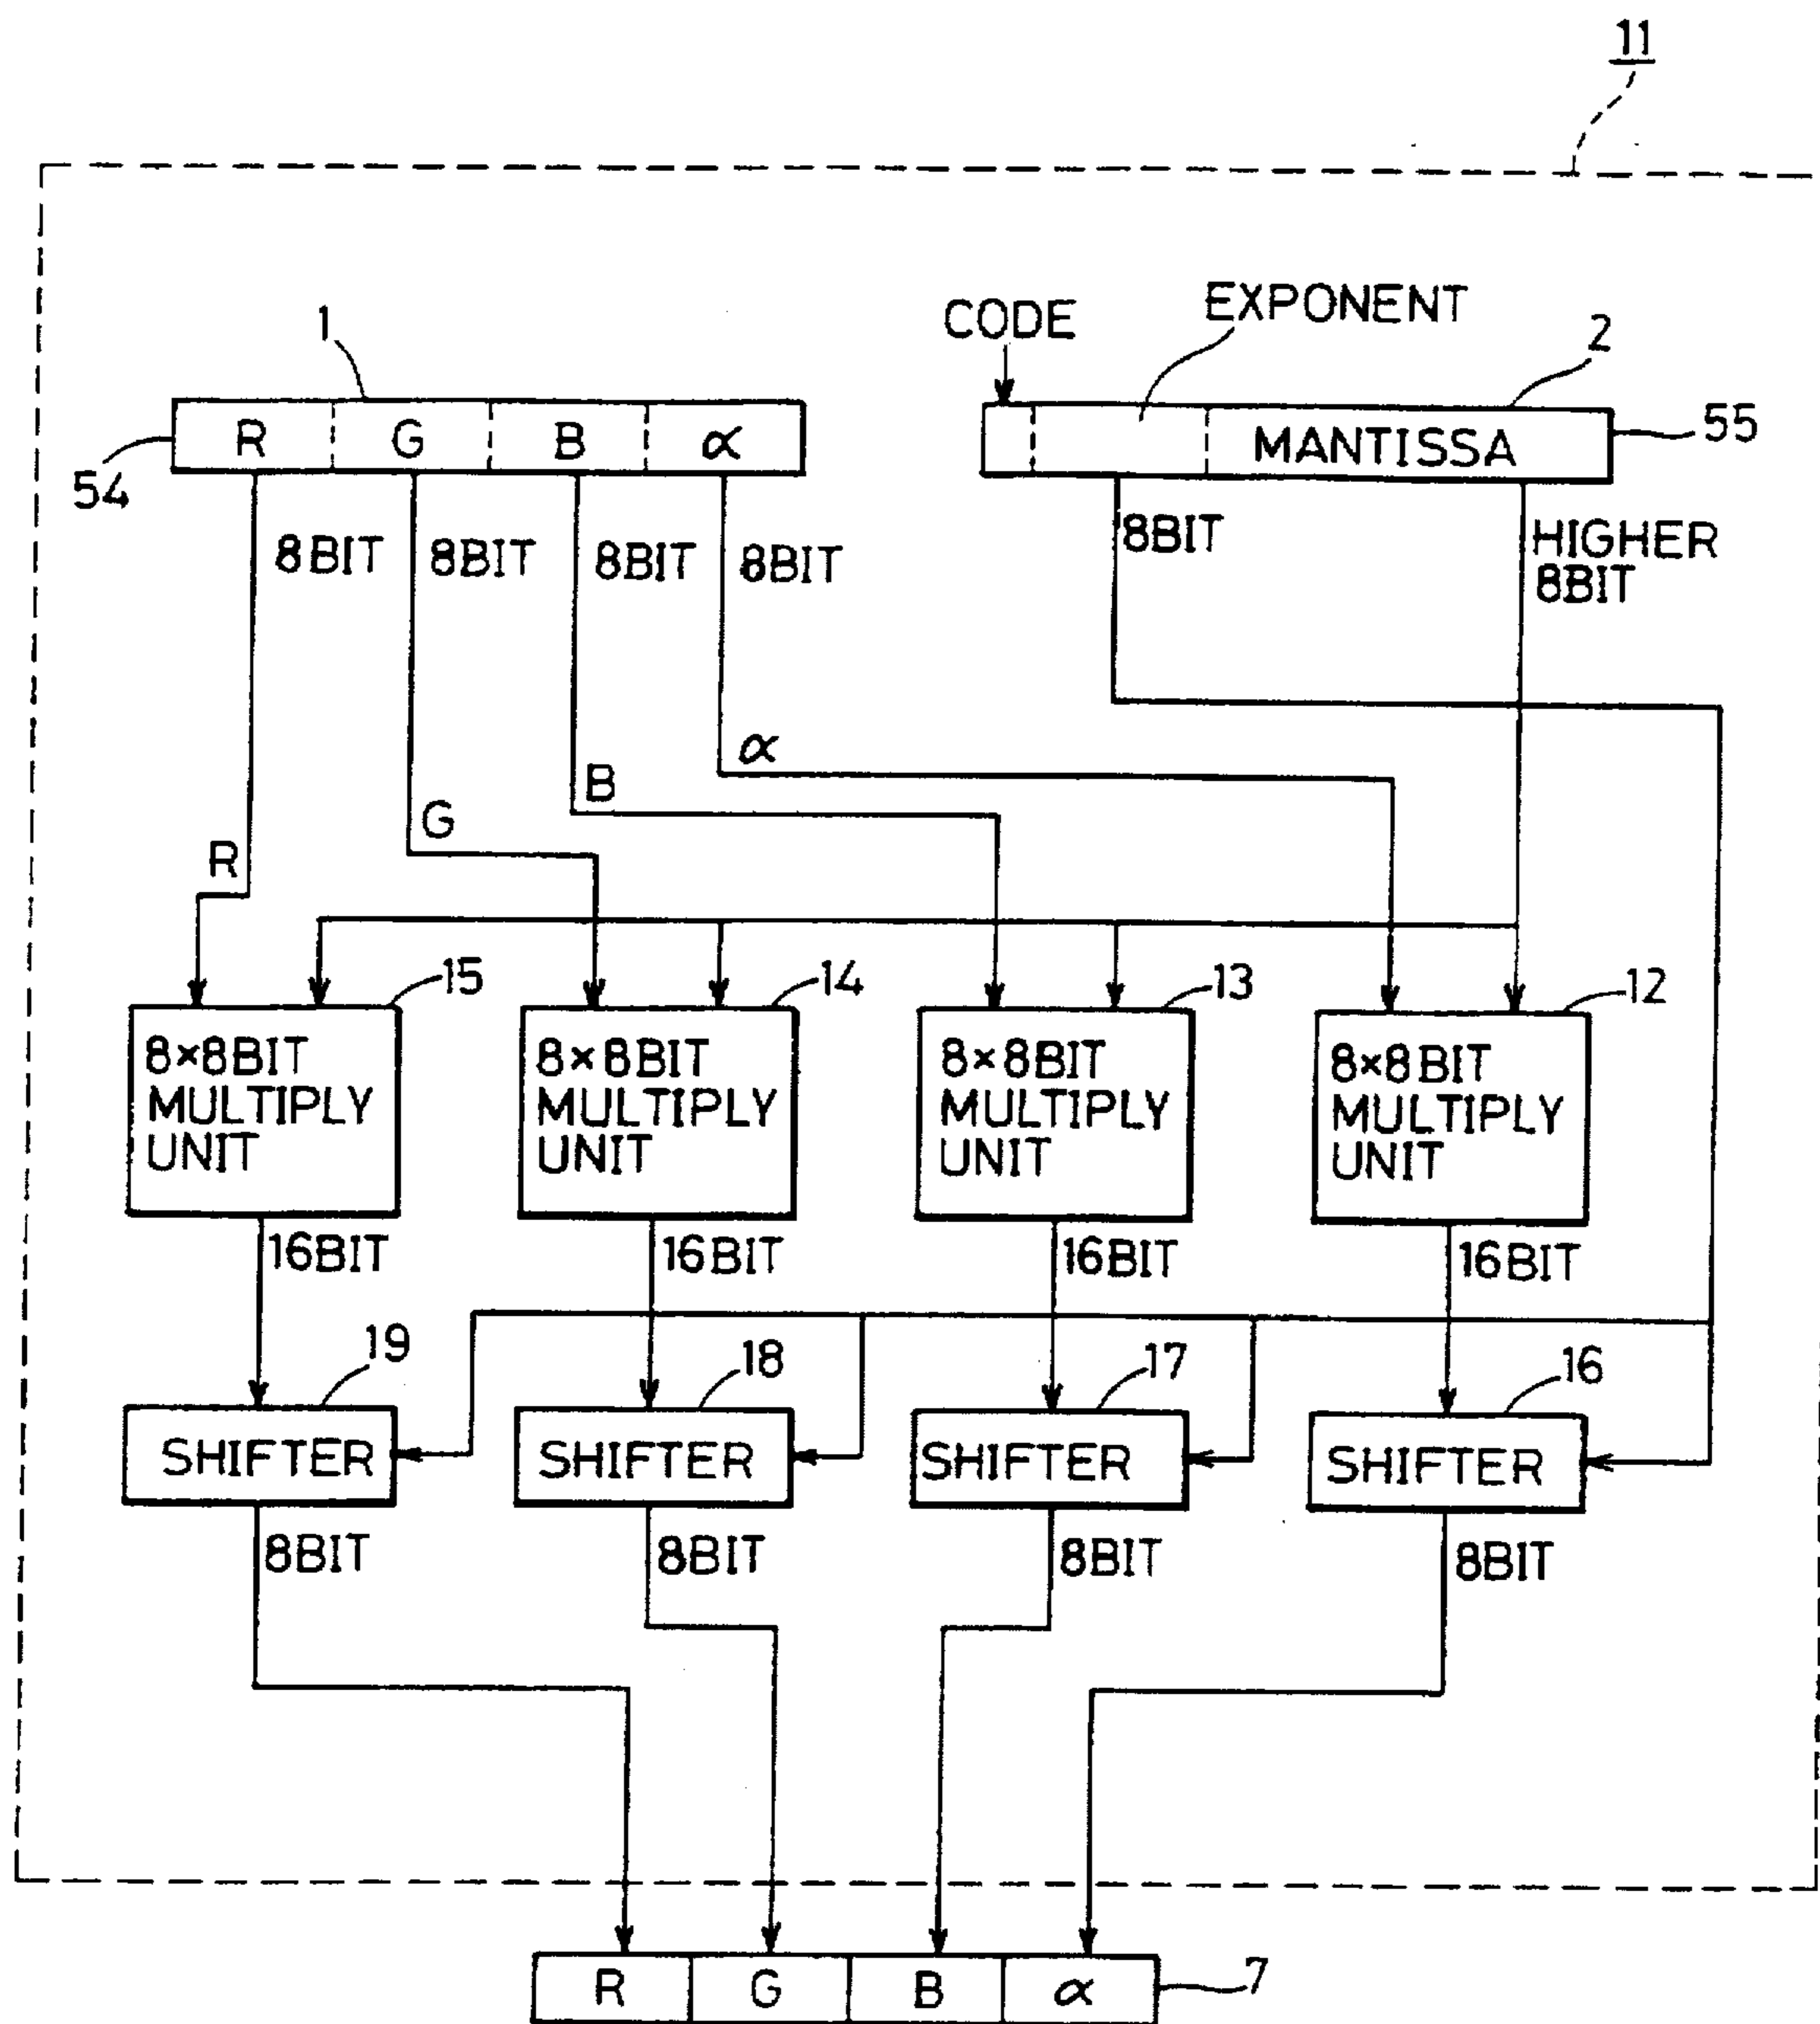 11
1
CODE
EXPONENT
2
R G B α
MANTISSA
54
55
8BIT 8BIT 8BIT 8BIT
8BIT
HIGHER
8BIT
α
B
G
R
15
14
13
12
8×8BIT
MULTIPLY
UNIT
8×8BIT
MULTIPLY
UNIT
8×8BIT
MULTIPLY
UNIT
8×8BIT
MULTIPLY
UNIT
16BIT 16BIT 16BIT 16BIT
19
18
17
16
SHIFTER SHIFTER SHIFTER SHIFTER
8BIT 8BIT 8BIT 8BIT
R G B α
7